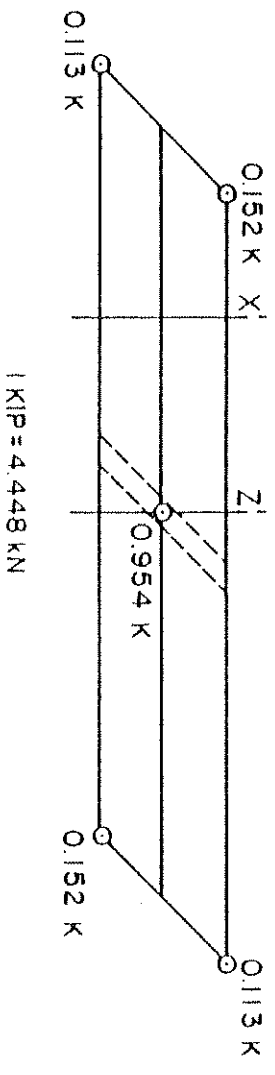 0.113 K
0.152 K
X'
Z'
0.954 K
0.152 K
0.113 K
1 KIP = 4.448 kN